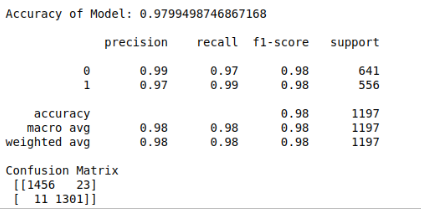 Accuracy of Model: 0.9799498746867168
precision recall f1-score support
0 0.99 0.97 0.98 641
1 0.97 0.99 0.98 556
accuracy 0.98 1197
macro avg 0.98 0.98 0.98 1197
weighted avg 0.98 0.98 0.98 1197
Confusion Matrix
[[1456 23]
[ 11 1301]]